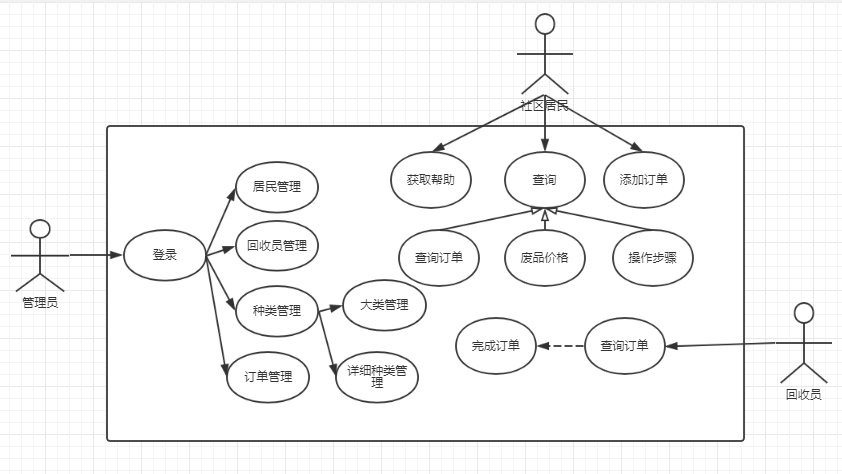 社区居民
居民管理
获取帮助
查询
添加订单
管理员
登录
回收员管理
查询订单
废品价格
操作步骤
种类管理
大类管理
订单管理
详细种类管
理
完成订单
查询订单
回收员